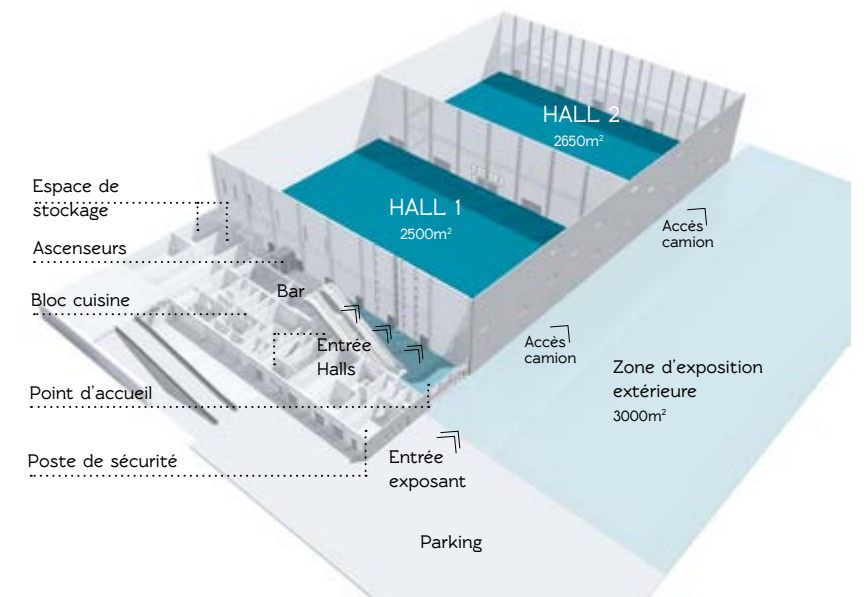 HALL 2
2650m²
HALL 1
2500m²
Espace de
stockage
Ascenseurs
Bloc cuisine
Bar
Entrée
Halls
Point d'accueil
Poste de sécurité
Entrée
exposant
Accès
camion
Accès
camion
Zone d'exposition
extérieure
3000m²
Parking